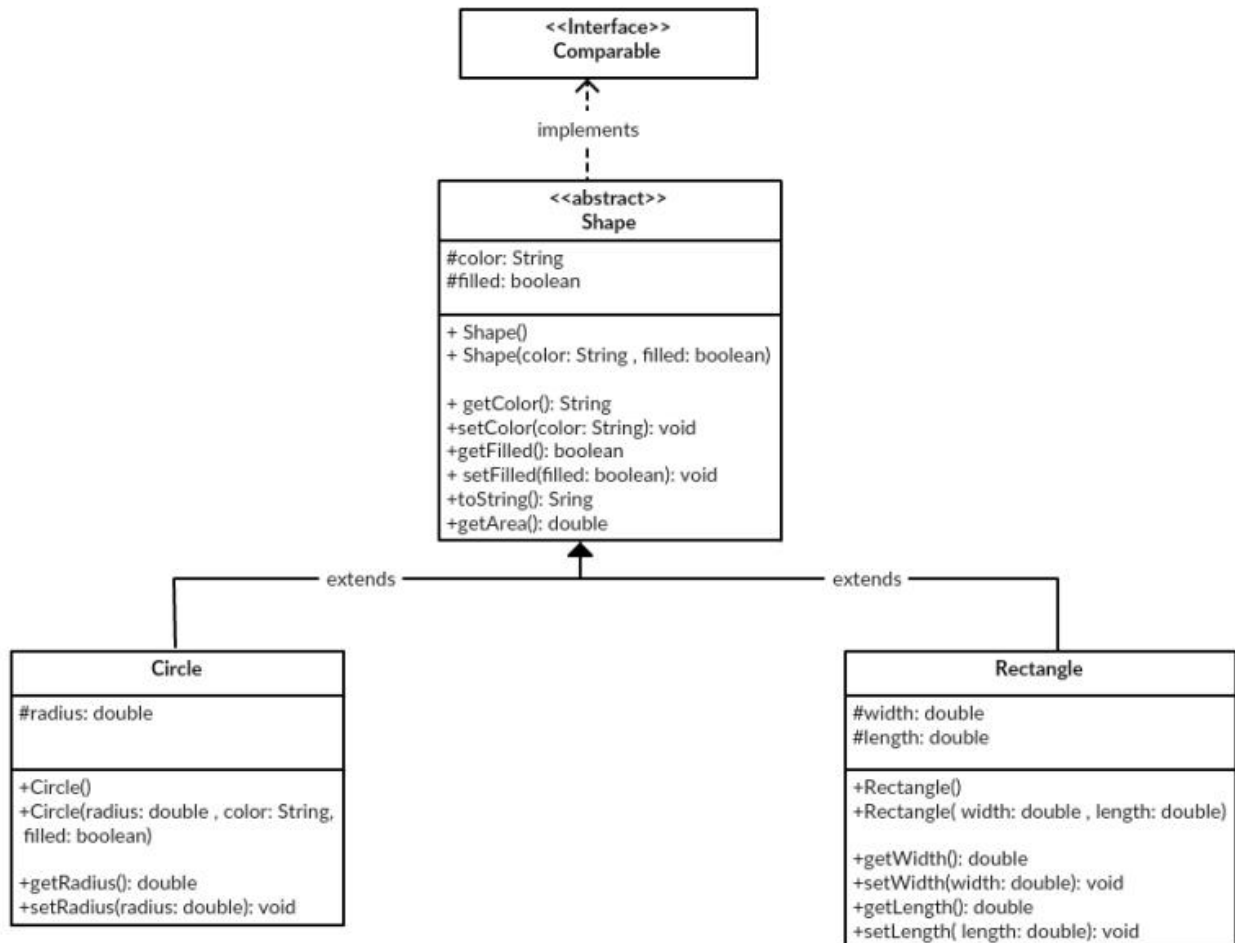 <<Interface>>
Comparable
implements
<<abstract>>
Shape
#color: String
#filled: boolean
+ Shape()
+ Shape(color: String , filled: boolean)
+ getColor(): String
+setColor(color: String): void
+getFilled(): boolean
+ setFilled(filled: boolean): void
+toString(): Sring
+getArea(): double
extends
extends
Circle
#radius: double
+Circle()
+Circle(radius: double , color: String,
filled: boolean)
+getRadius(): double
+setRadius(radius: double): void
Rectangle
#width: double
#length: double
+Rectangle()
+Rectangle( width: double , length: double)
+getWidth(): double
+setWidth(width: double): void
+getLength(): double
+setLength( length: double): void